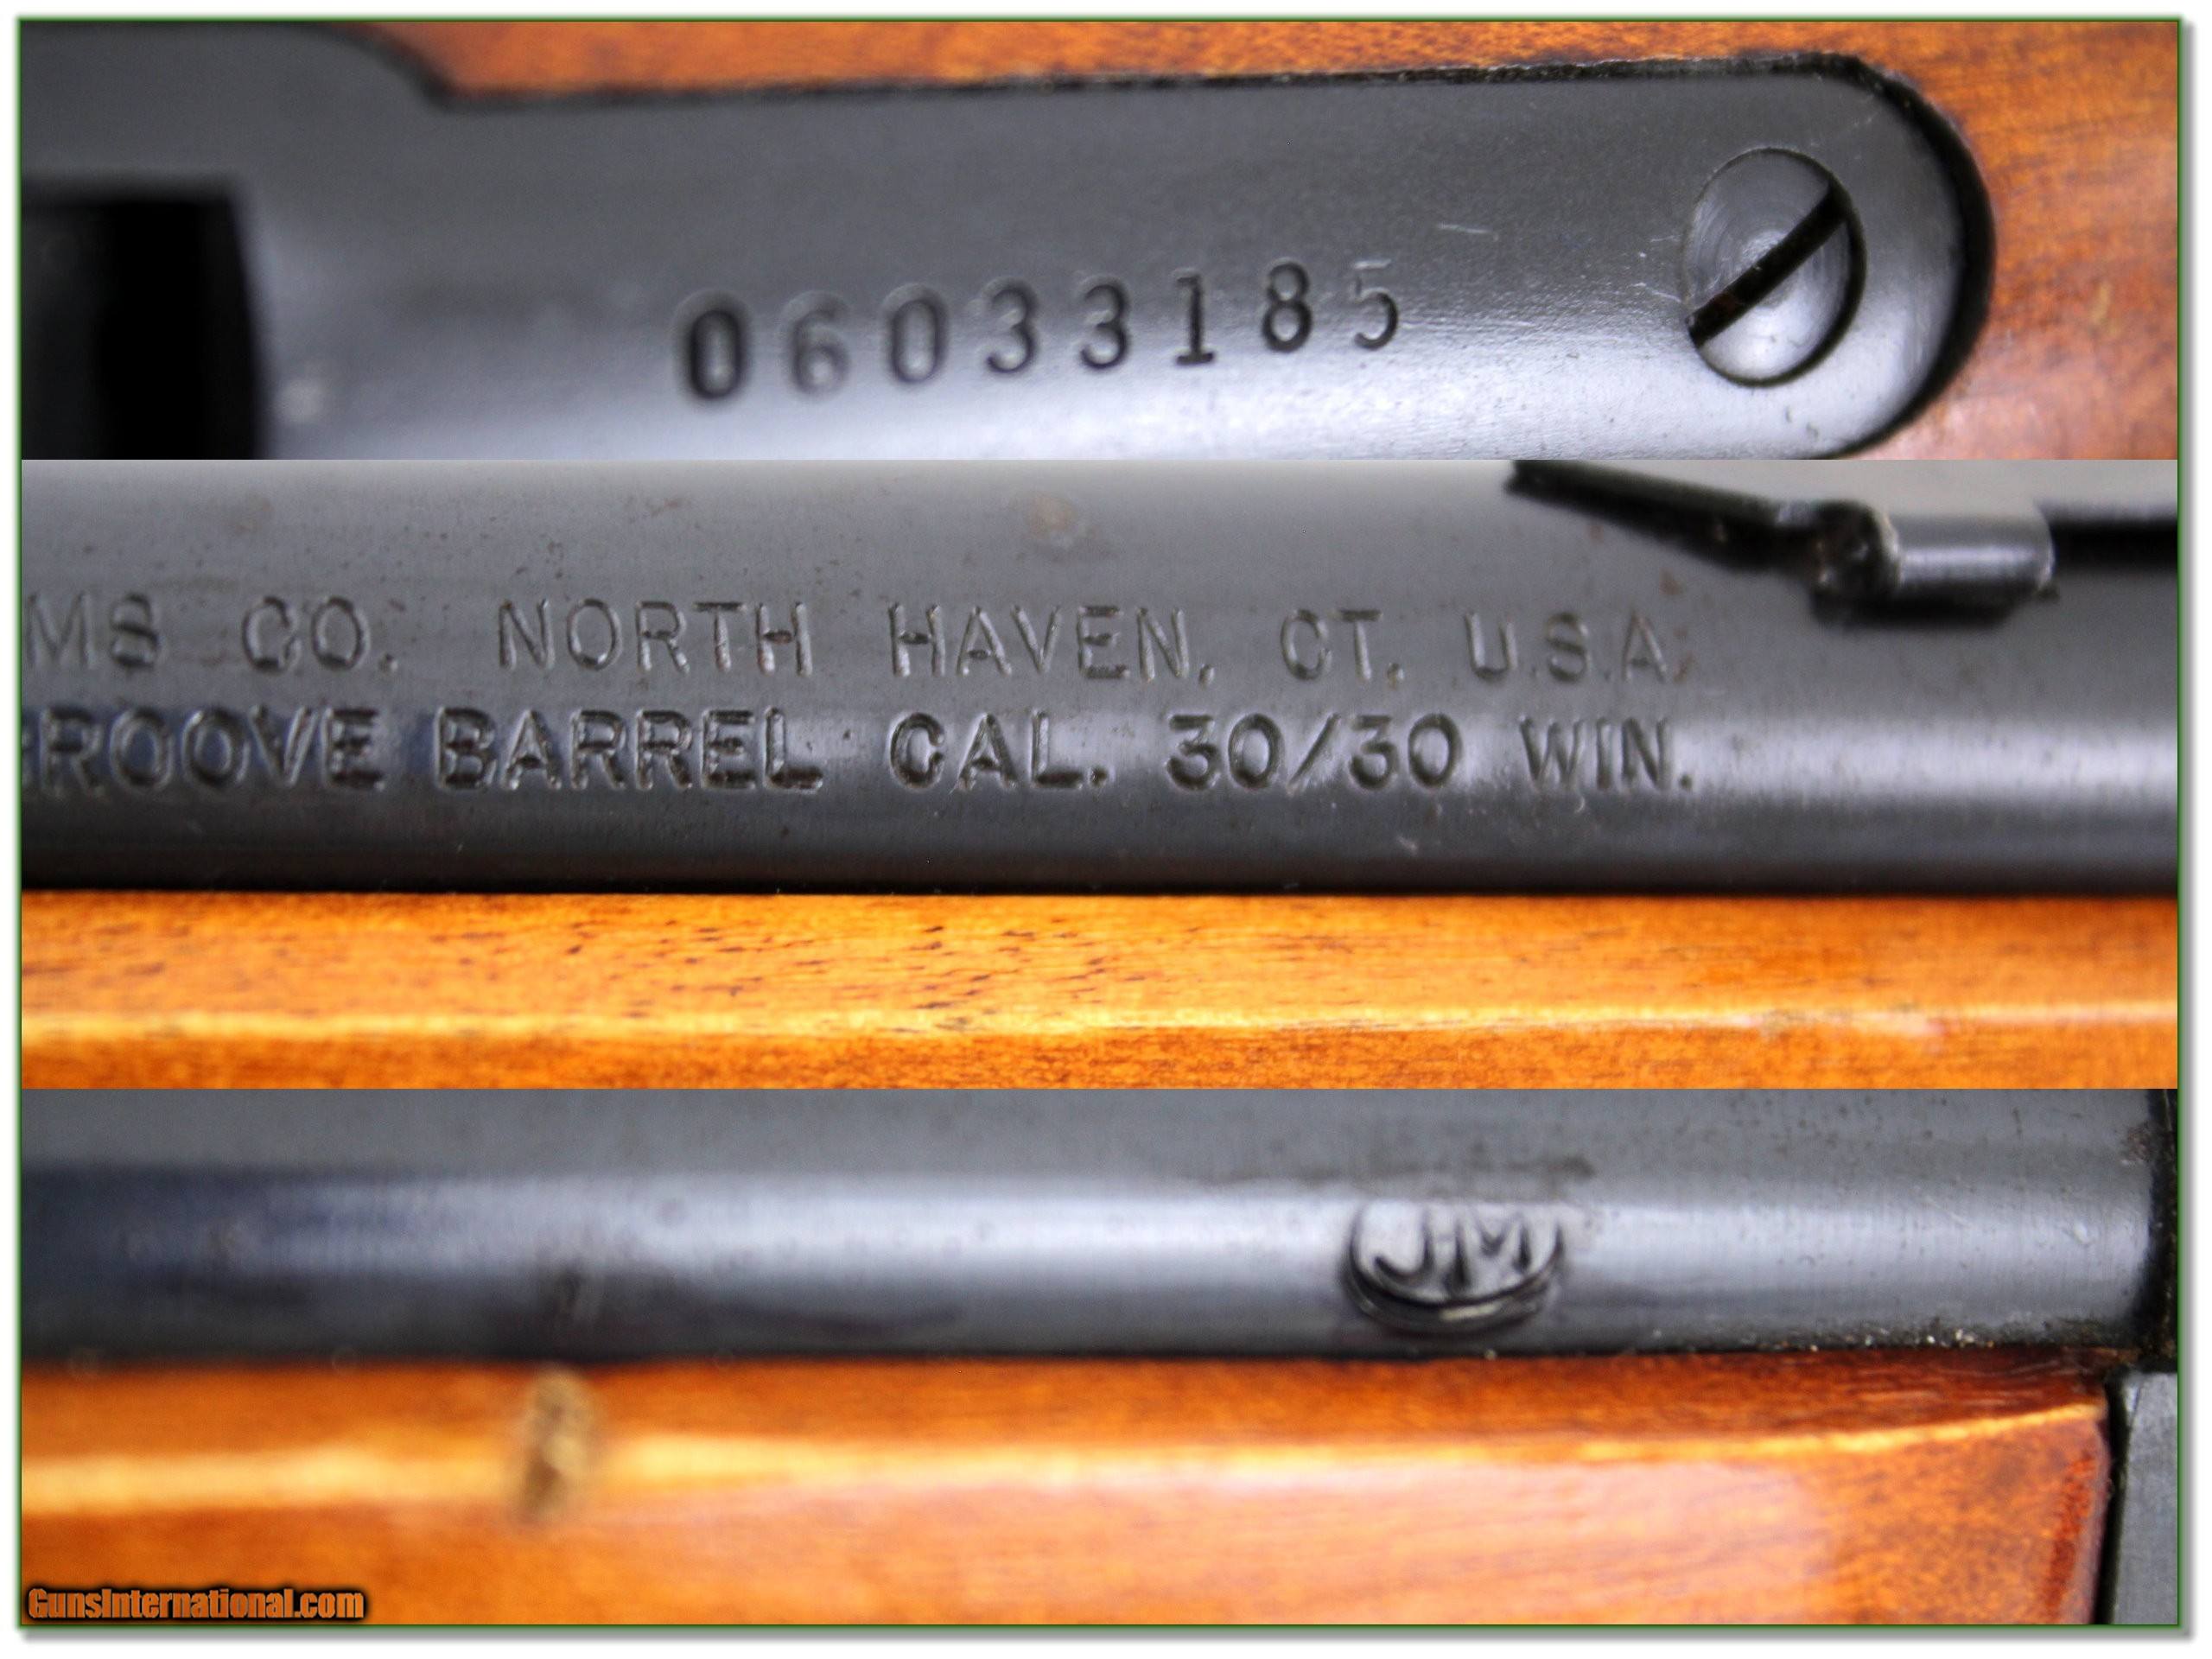 06033185
MS CO. NORTH HAVEN, CT. U.S.A.
ROOVE BARREL CAL. 30/30 WIN.
JM
GunsInternational.com